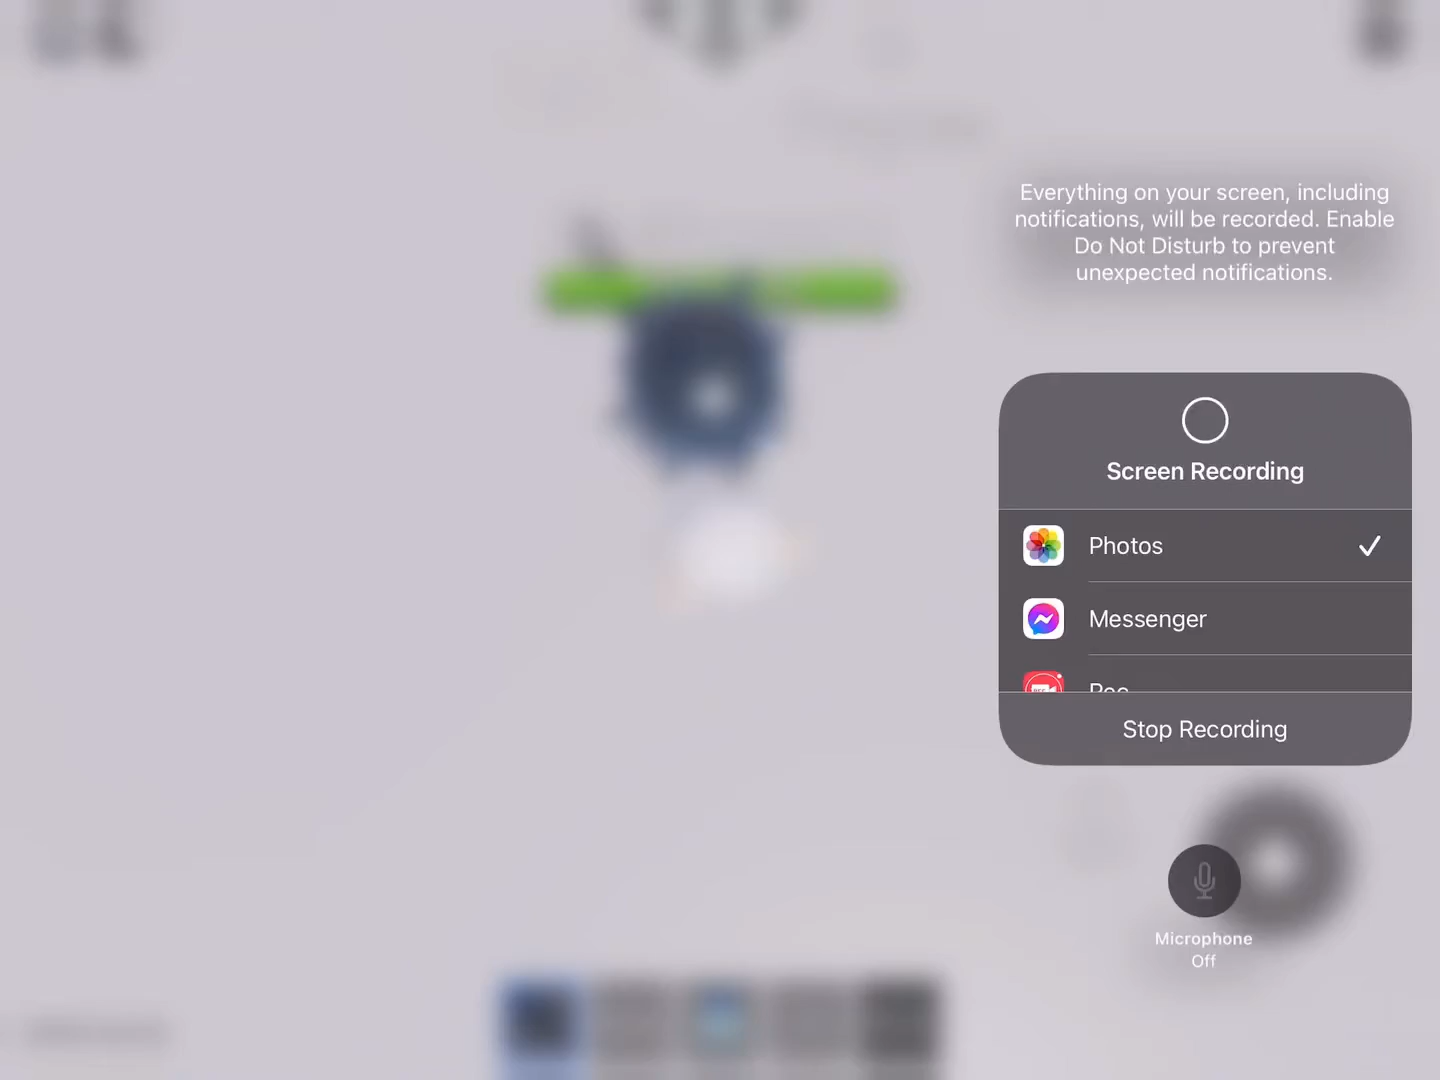 Everything on your screen, including
notifications, will be recorded. Enable
Do Not Disturb to prevent
unexpected notifications.
Screen Recording
Photos
Messenger
Stop Recording
Microphone
Off